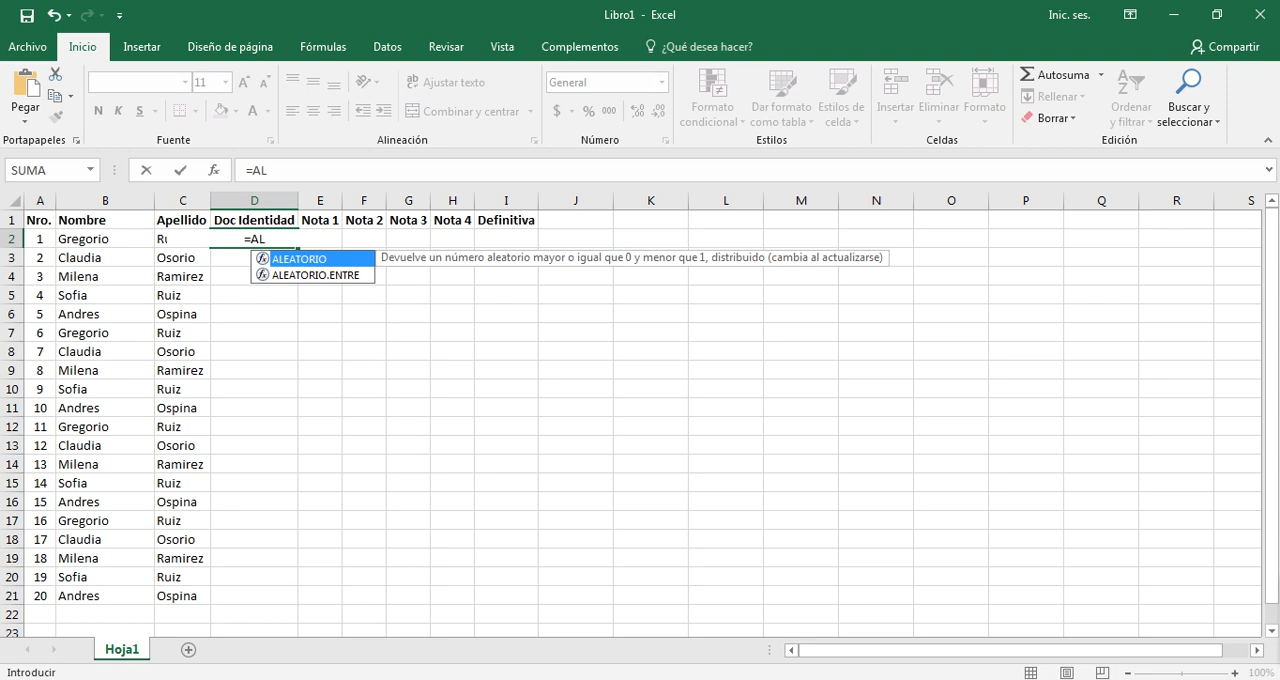 Libro1 - Excel
Inic. ses.
Archivo Inicio Insertar Diseño de página Fórmulas Datos Revisar Vista Complementos ¿Qué desea hacer? Compartir
Pegar
11
Ajustar texto
General
Autosuma
N K S
Combinar y centrar
$ % 000
Formato condicional
Dar formato como tabla
Estilos de celda
Insertar Eliminar Formato
Rellenar
Borrar
Ordenar y filtrar
Buscar y seleccionar
Portapapeles Fuente Alineación Número Estilos Celdas Edición
SUMA fx =AL
A B C D E F G H I J K L M N O P Q R S
1 Nro. Nombre Apellido Doc Identidad Nota 1 Nota 2 Nota 3 Nota 4 Definitiva
2 1 Gregorio Ru =AL
3 2 Claudia Osorio ALEATORIO Devuelve un número aleatorio mayor o igual que 0 y menor que 1, distribuido (cambia al actualizarse)
4 3 Milena Ramirez ALEATORIO.ENTRE
5 4 Sofia Ruiz
6 5 Andres Ospina
7 6 Gregorio Ruiz
8 7 Claudia Osorio
9 8 Milena Ramirez
10 9 Sofia Ruiz
11 10 Andres Ospina
12 11 Gregorio Ruiz
13 12 Claudia Osorio
14 13 Milena Ramirez
15 14 Sofia Ruiz
16 15 Andres Ospina
17 16 Gregorio Ruiz
18 17 Claudia Osorio
19 18 Milena Ramirez
20 19 Sofia Ruiz
21 20 Andres Ospina
22
23
Hoja1
Introducir
100%